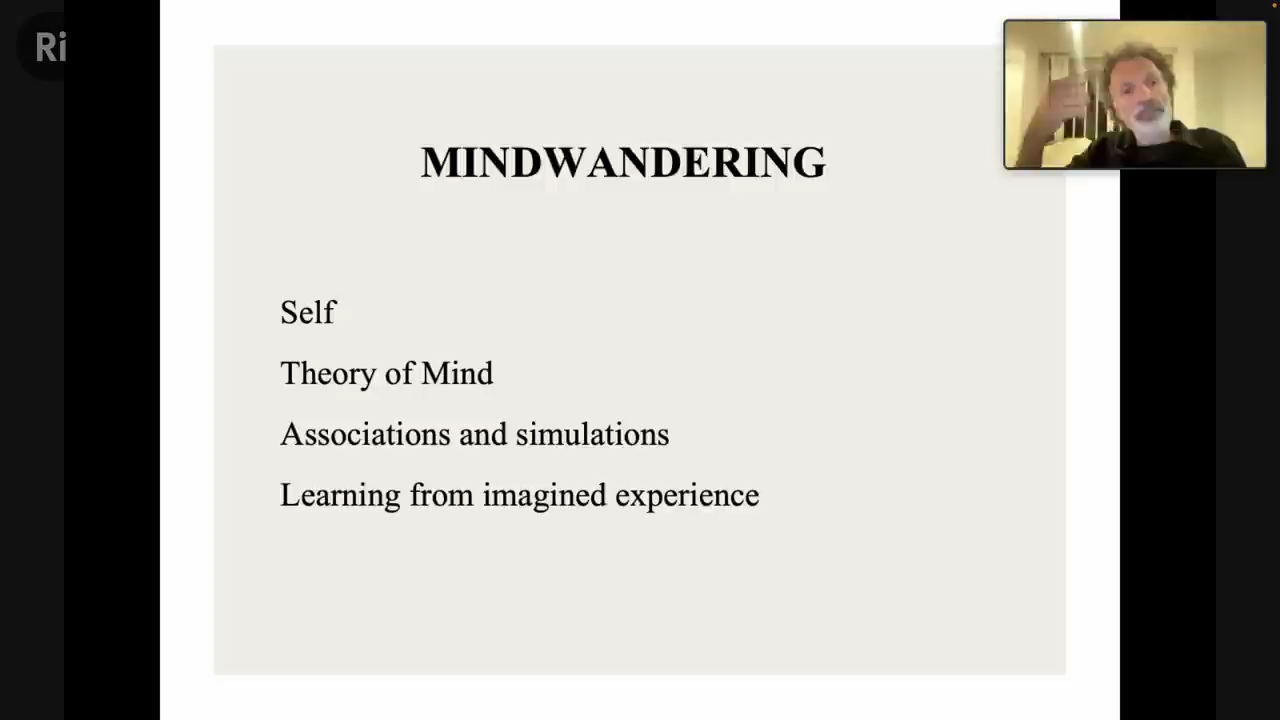 Ri
MINDWANDERING
Self
Theory of Mind
Associations and simulations
Learning from imagined experience